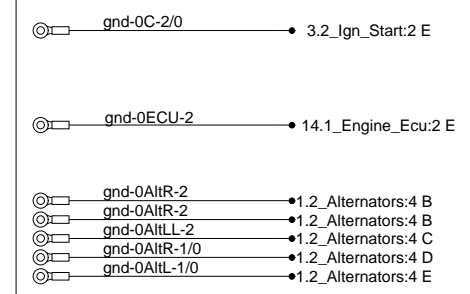 gnd-0C-2/0 3.2_Ign_Start:2 E
gnd-0ECU-2 14.1_Engine_Ecu:2 E
gnd-0AltR-2 1.2_Alternators:4 B
gnd-0AltR-2 1.2_Alternators:4 B
gnd-0AltLL-2 1.2_Alternators:4 C
gnd-0AltR-1/0 1.2_Alternators:4 D
gnd-0AltL-1/0 1.2_Alternators:4 E